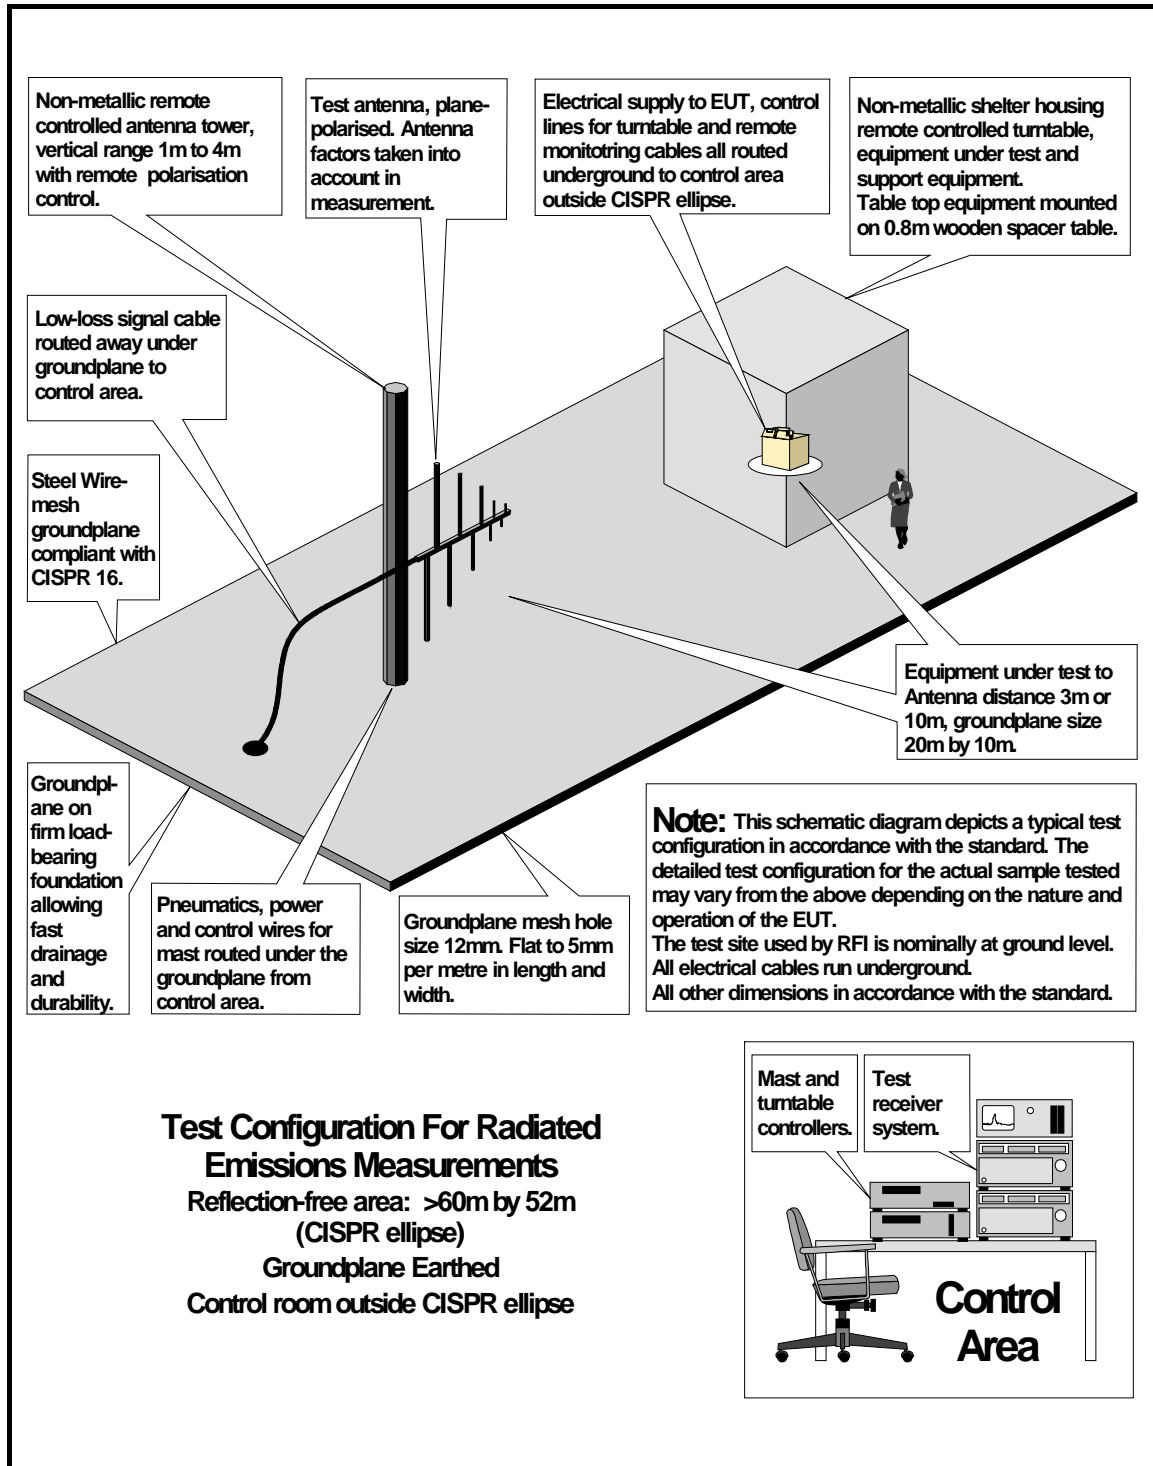 Non-metallic remote
controlled antenna tower,
vertical range 1m to 4m
with remote polarisation
control.
Test antenna, plane-
polarised. Antenna
factors taken into
account in
measurement.
Electrical supply to EUT, control
lines for turntable and remote
monitotring cables all routed
underground to control area
outside CISPR ellipse.
Non-metallic shelter housing
remote controlled turntable,
equipment under test and
support equipment.
Table top equipment mounted
on 0.8m wooden spacer table.
Low-loss signal cable
routed away under
groundplane to
control area.
Steel Wire-
mesh
groundplane
compliant with
CISPR 16.
Equipment under test to
Antenna distance 3m or
10m, groundplane size
20m by 10m.
Groundpl-
ane on
firm load-
bearing
foundation
allowing
fast
drainage
and
durability.
Pneumatics, power
and control wires for
mast routed under the
groundplane from
control area.
Groundplane mesh hole
size 12mm. Flat to 5mm
per metre in length and
width.
Note: This schematic diagram depicts a typical test
configuration in accordance with the standard. The
detailed test configuration for the actual sample tested
may vary from the above depending on the nature and
operation of the EUT.
The test site used by RFI is nominally at ground level.
All electrical cables run underground.
All other dimensions in accordance with the standard.
Test Configuration For Radiated
Emissions Measurements
Reflection-free area: >60m by 52m
(CISPR ellipse)
Groundplane Earthed
Control room outside CISPR ellipse
Mast and
turntable
controllers.
Test
receiver
system.
Control
Area